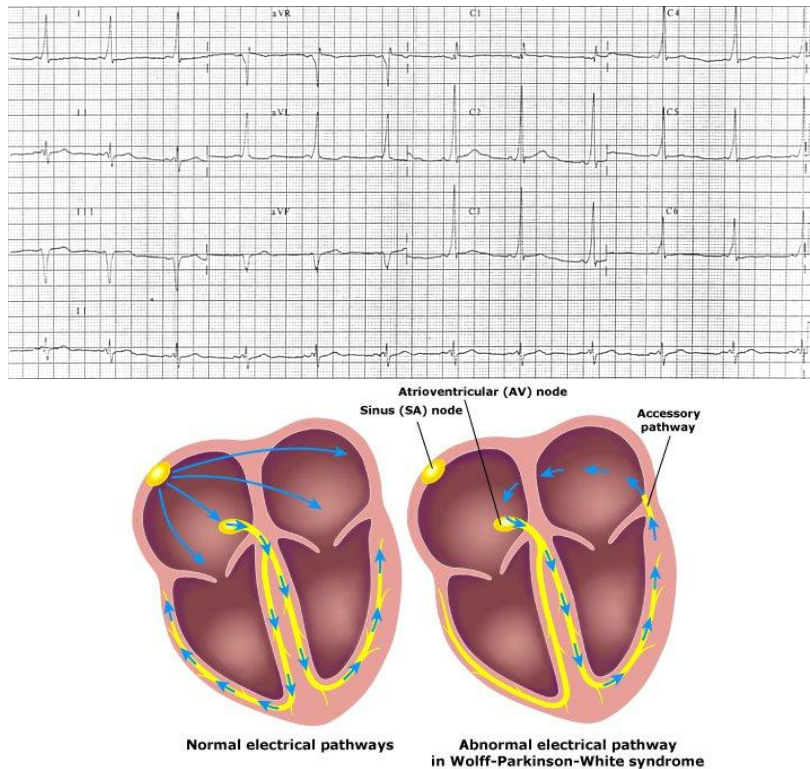 I
aVR
C1
C4
II
aVL
C2
C5
III
aVF
C3
C6
II
Atrioventricular (AV) node
Sinus (SA) node
Accessory
pathway
Normal electrical pathways
Abnormal electrical pathway
in Wolff-Parkinson-White syndrome